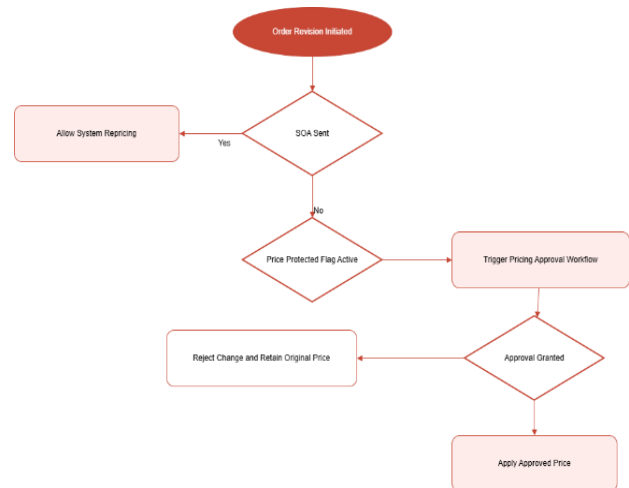 Order Revision Initiated
SOA Sent
Allow System Repricing
Yes
No
Price Protected Flag Active
Trigger Pricing Approval Workflow
Approval Granted
Reject Change and Retain Original Price
Apply Approved Price